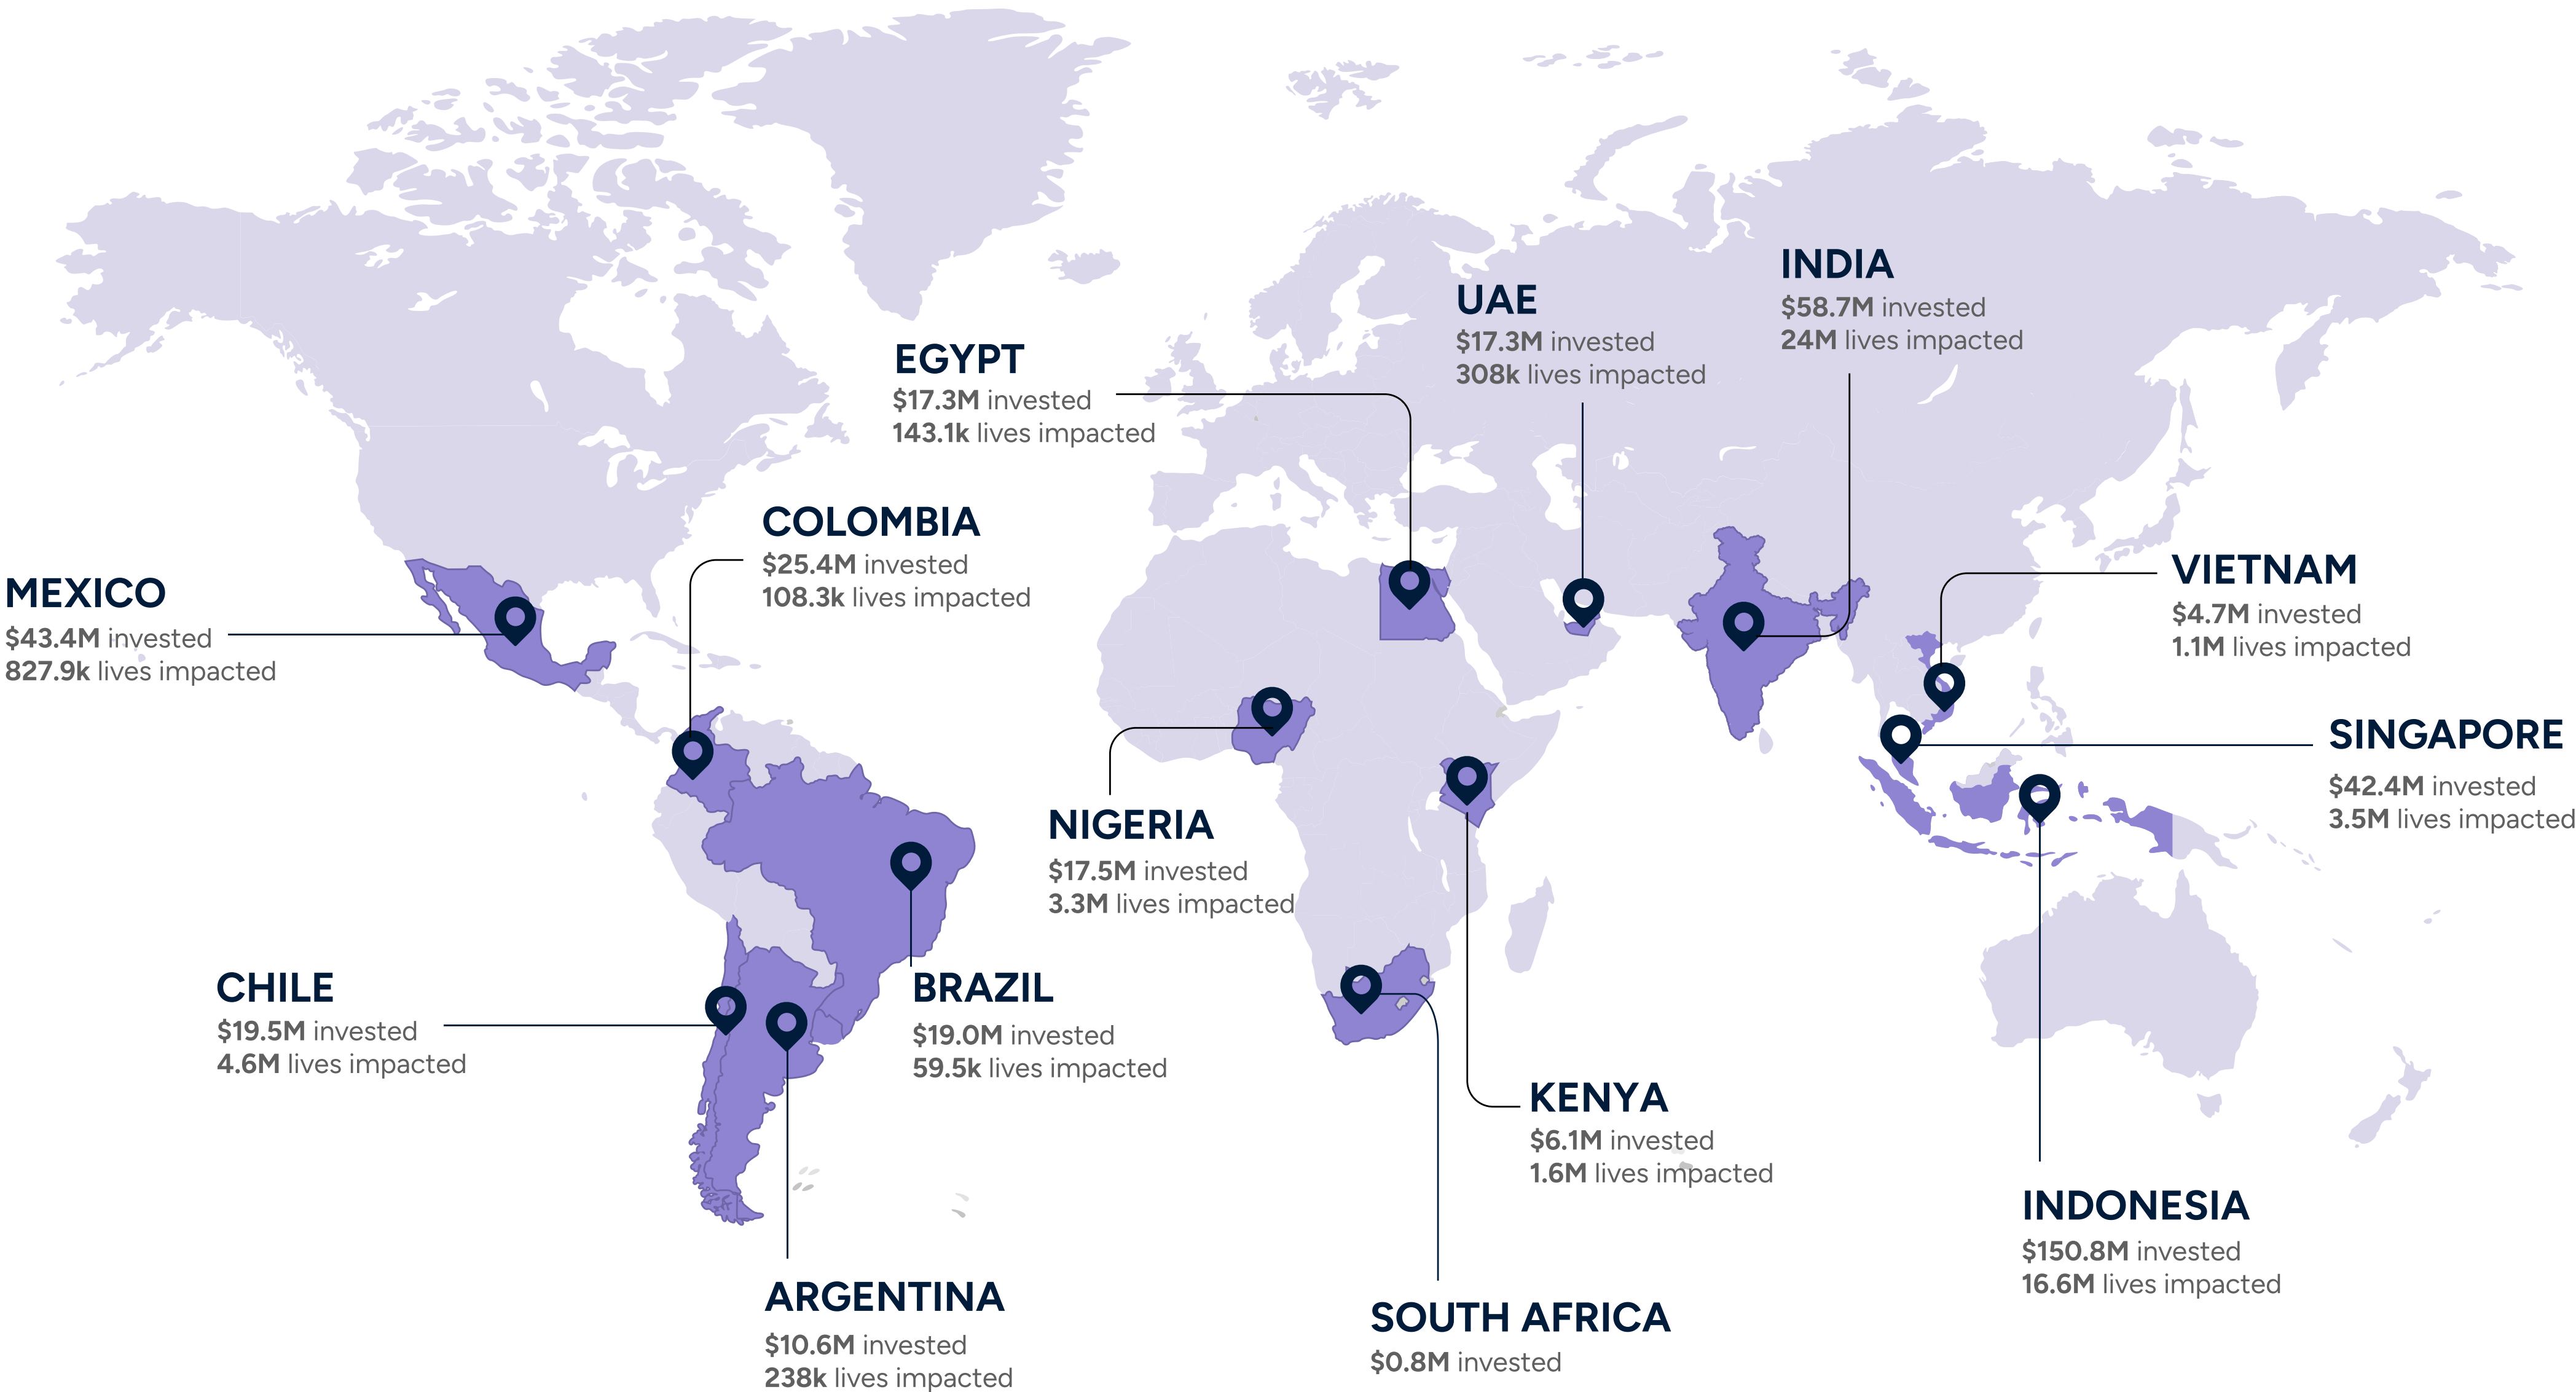 INDIA
$58.7M invested
24M lives impacted
UAE
$17.3M invested
308k lives impacted
EGYPT
$17.3M invested
143.1k lives impacted
COLOMBIA
$25.4M invested
108.3k lives impacted
MEXICO
$43.4M invested
827.9k lives impacted
VIETNAM
$4.7M invested
1.1M lives impacted
SINGAPORE
$42.4M invested
3.5M lives impacted
NIGERIA
$17.5M invested
3.3M lives impacted
CHILE
$19.5M invested
4.6M lives impacted
BRAZIL
$19.0M invested
59.5k lives impacted
KENYA
$6.1M invested
1.6M lives impacted
INDONESIA
$150.8M invested
16.6M lives impacted
ARGENTINA
$10.6M invested
238k lives impacted
SOUTH AFRICA
$0.8M invested